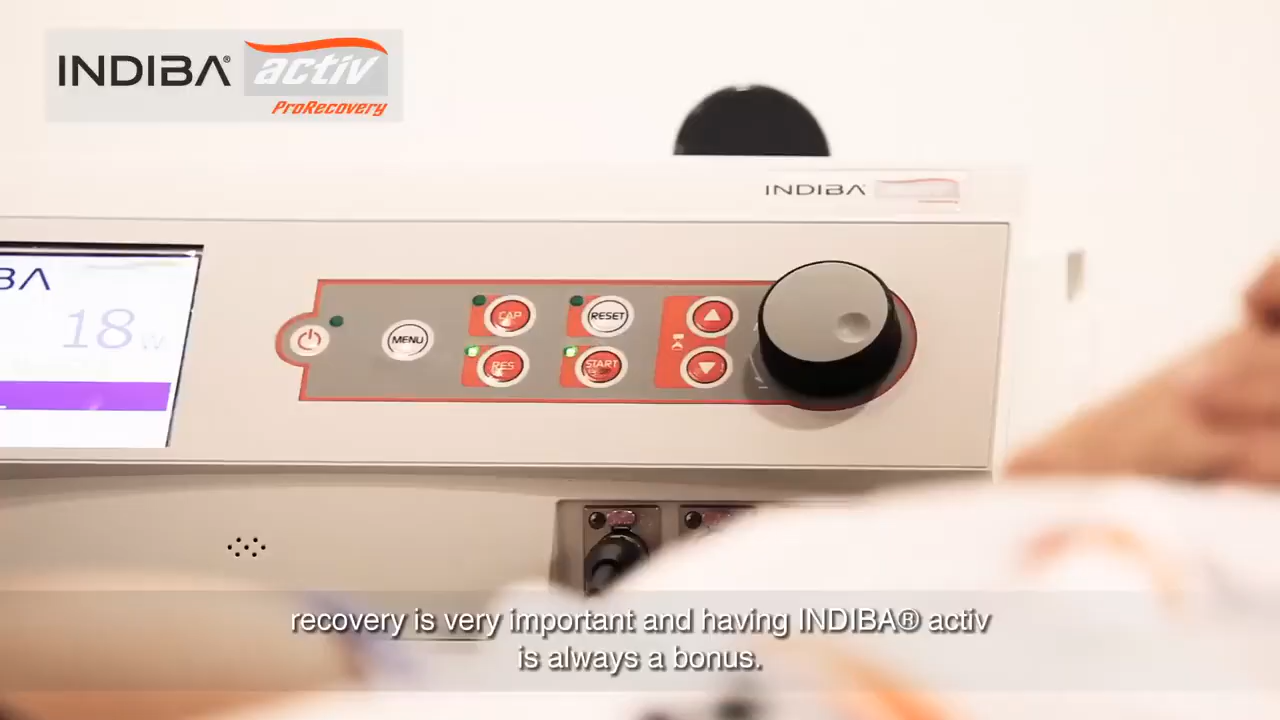 INDIBA® activ
ProRecovery
INDIBA
BA
18 W
MENU
CAP
RESET
RES
START
recovery is very important and having INDIBA® activ
is always a bonus.